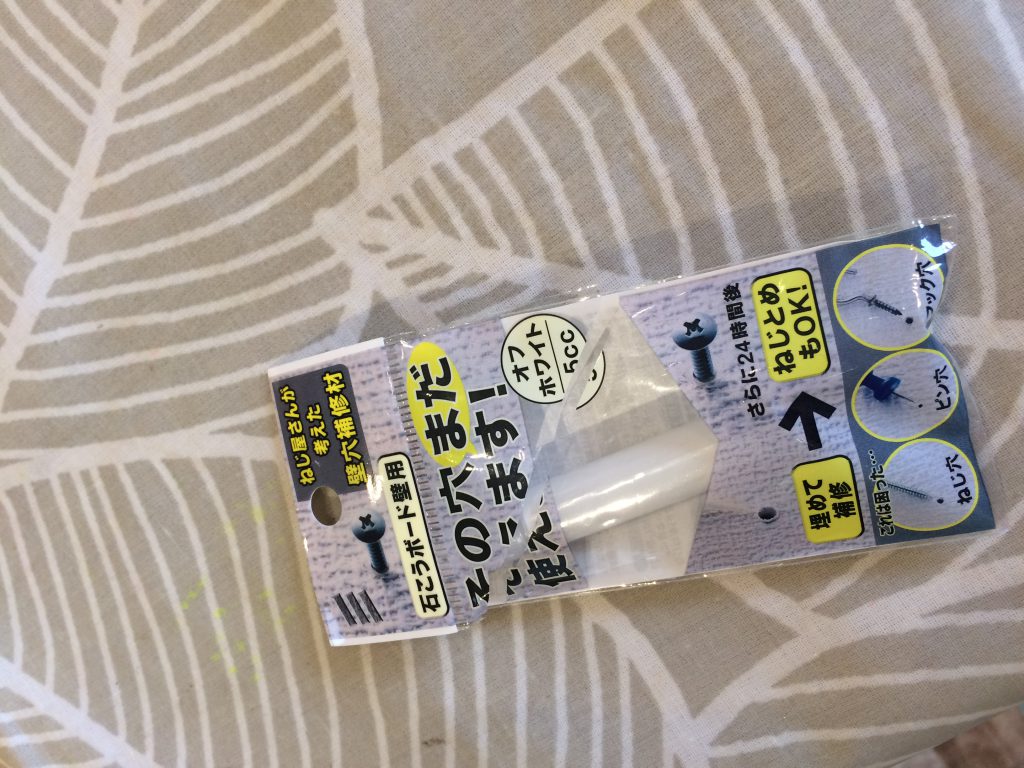 ねじ屋さんが
考えた
壁穴補修材
石こうボード壁用
その穴まだ
使えます!
オフ
ホワイト
5cc
埋めて
補修
さらに24時間後
ねじとめ
もOK!
これは困った…
ねじ穴
ピン穴
フック穴